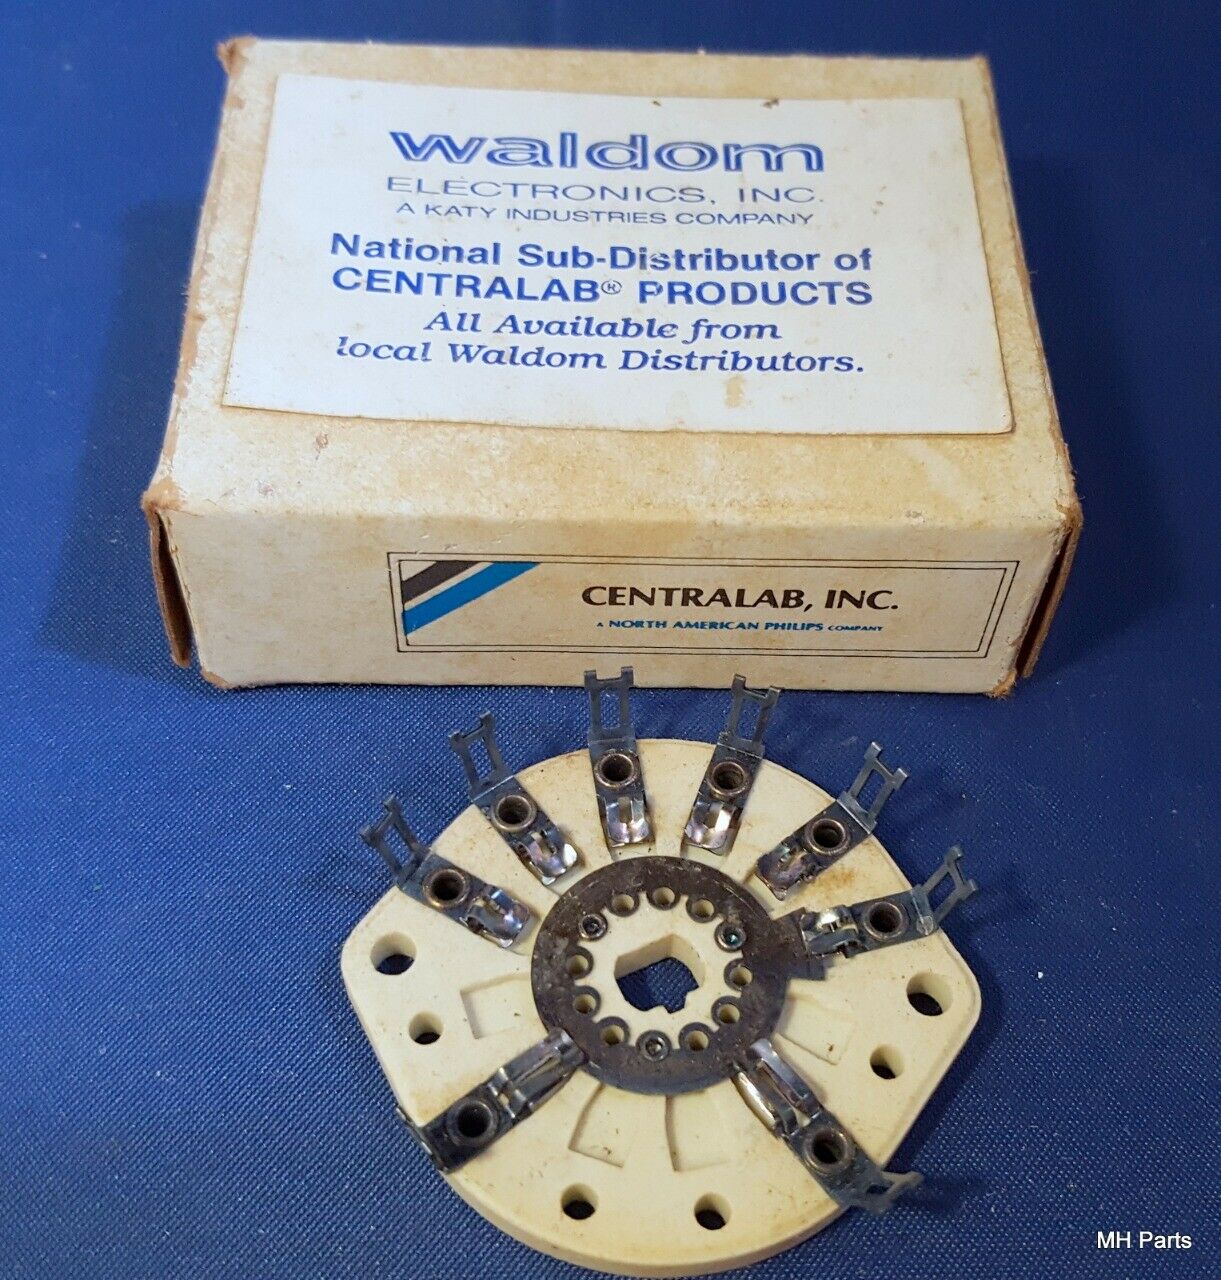 waldom
ELECTRONICS, INC.
A KATY INDUSTRIES COMPANY
National Sub-Distributor of
CENTRALAB® PRODUCTS
All Available from
local Waldom Distributors.
CENTRALAB, INC.
A NORTH AMERICAN PHILIPS COMPANY
MH Parts